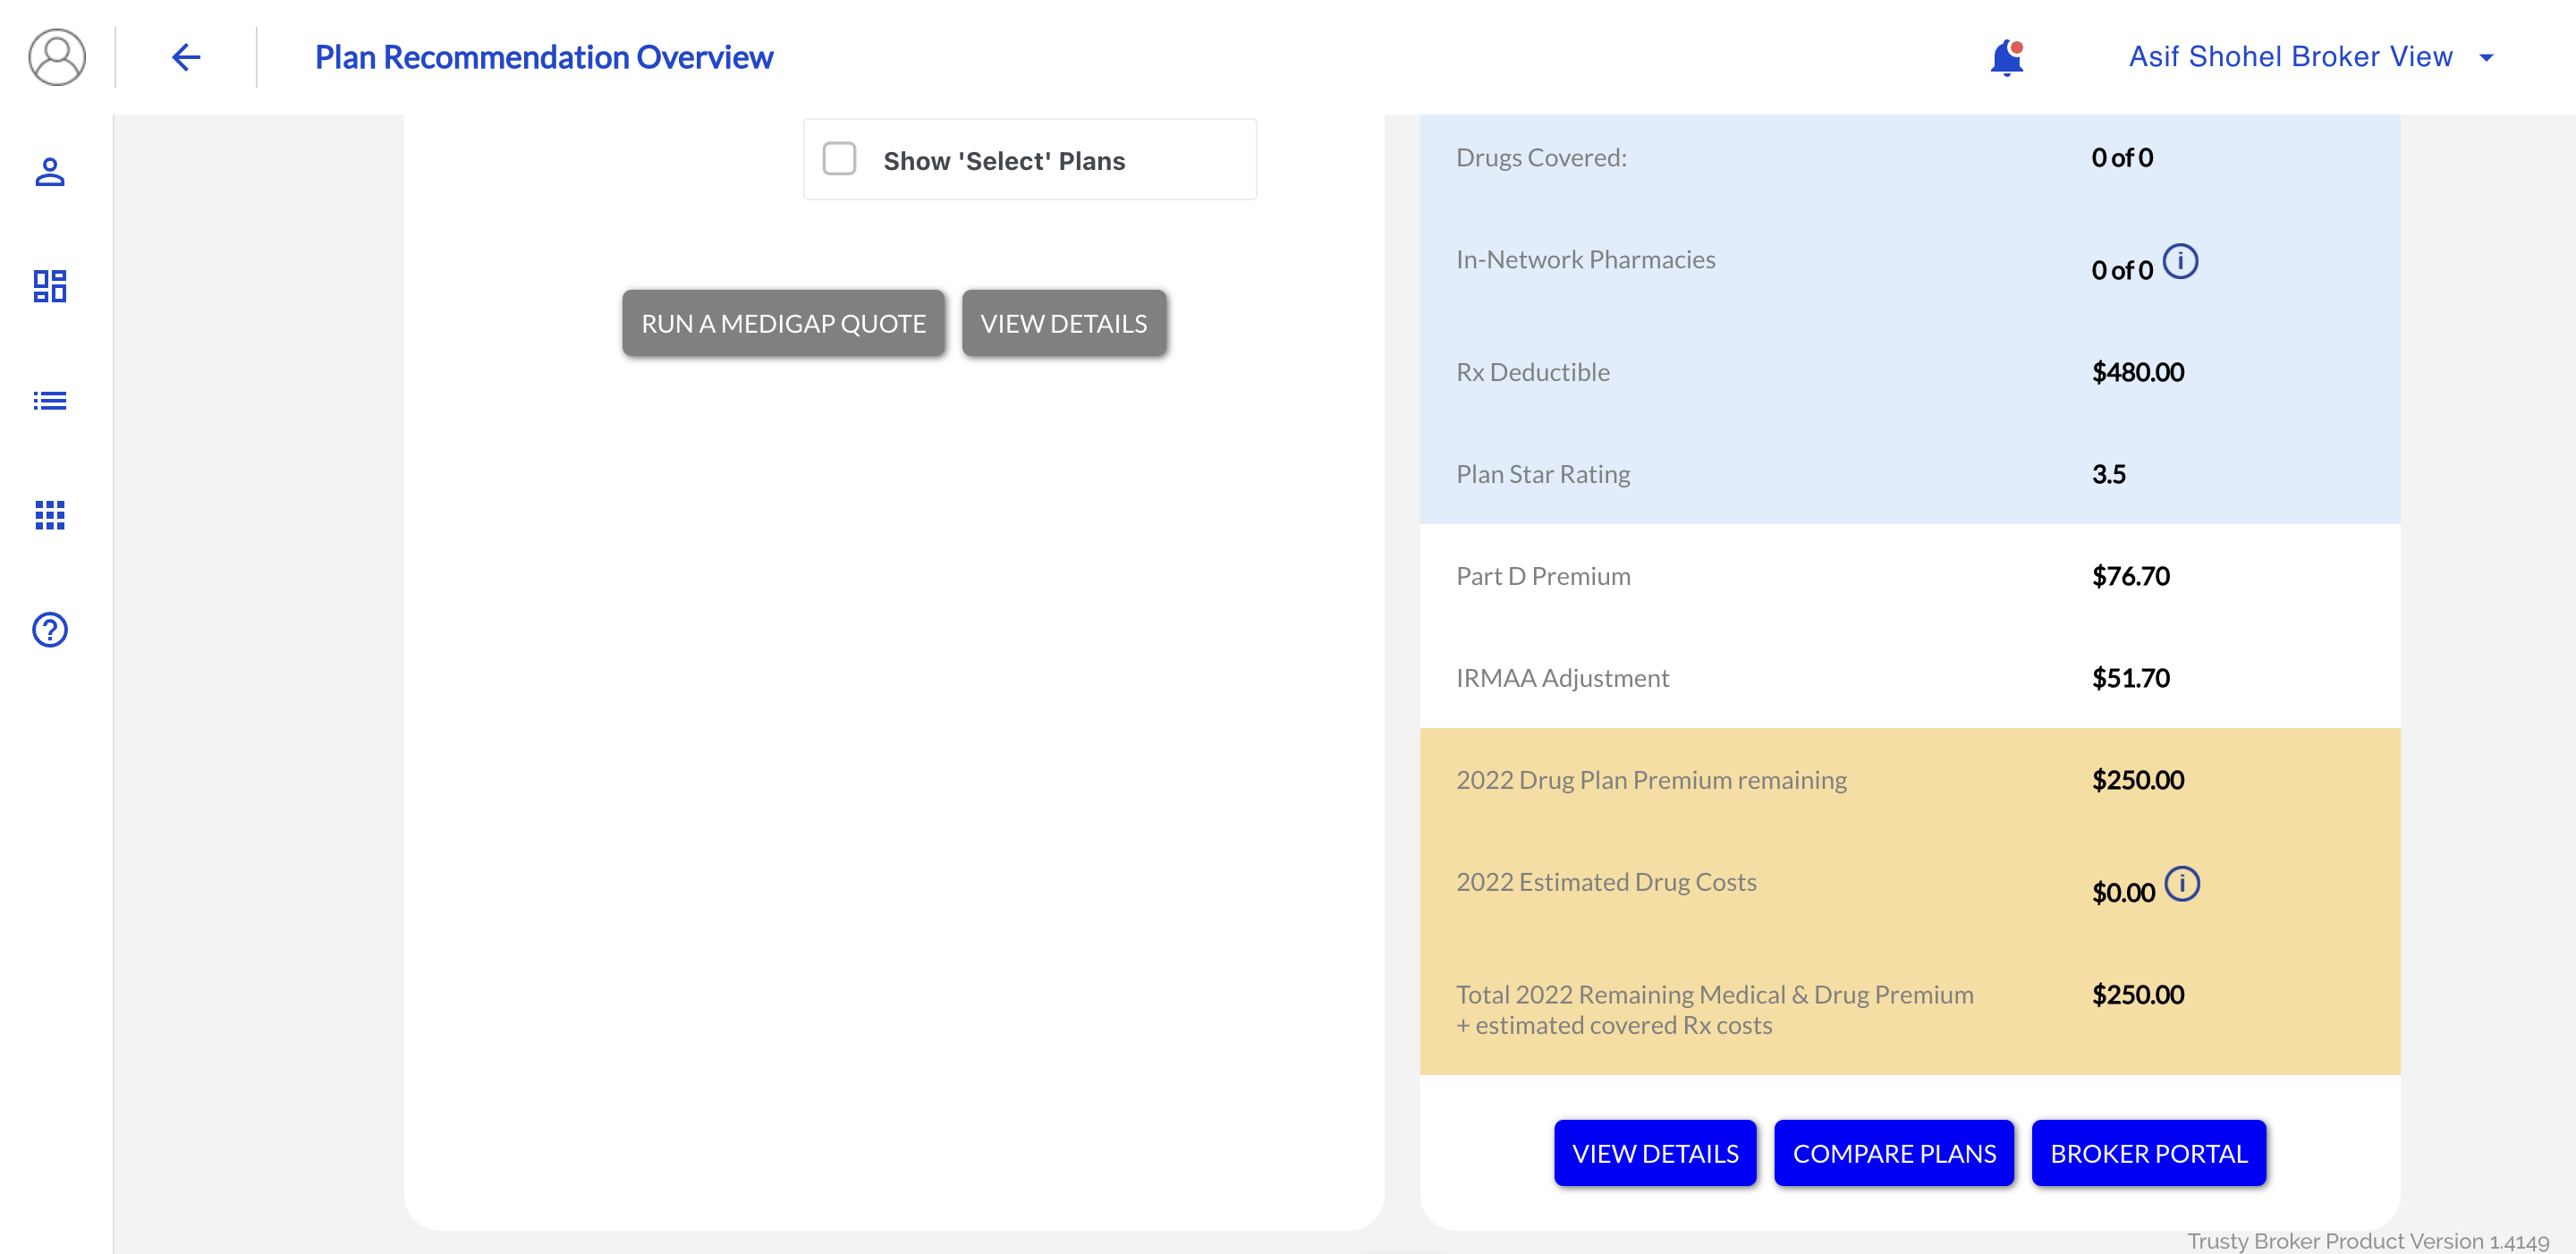 Plan Recommendation Overview
Asif Shohel Broker View
Show 'Select' Plans
RUN A MEDIGAP QUOTE
VIEW DETAILS
Drugs Covered: 0 of 0
In-Network Pharmacies 0 of 0
Rx Deductible $480.00
Plan Star Rating 3.5
Part D Premium $76.70
IRMAA Adjustment $51.70
2022 Drug Plan Premium remaining $250.00
2022 Estimated Drug Costs $0.00
Total 2022 Remaining Medical & Drug Premium $250.00
+ estimated covered Rx costs
VIEW DETAILS
COMPARE PLANS
BROKER PORTAL
Trusty Broker Product Version 1.4149